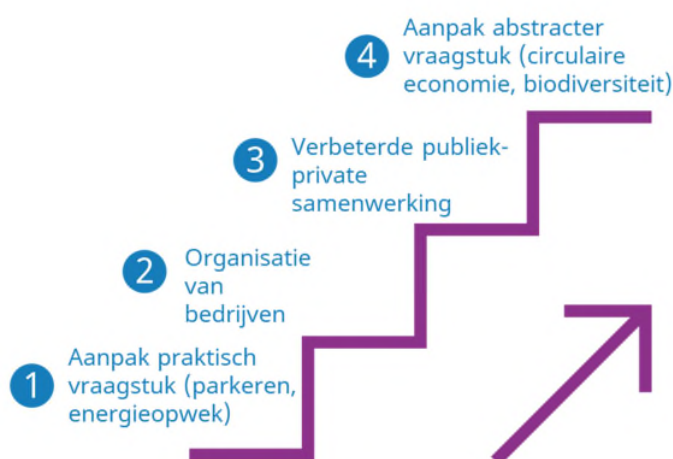 4
Aanpak abstracter
vraagstuk (circulaire
economie, biodiversiteit)
3
Verbeterde publiek-
private
samenwerking
2
Organisatie
van
bedrijven
1
Aanpak praktisch
vraagstuk (parkeren,
energieopwek)